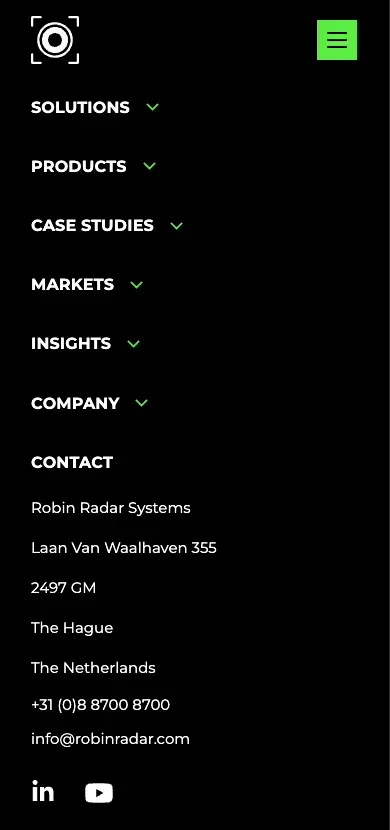 SOLUTIONS
PRODUCTS
CASE STUDIES
MARKETS
INSIGHTS
COMPANY
CONTACT
Robin Radar Systems
Laan Van Waalhaven 355
2497 GM
The Hague
The Netherlands
+31 (0)8 8700 8700
info@robinradar.com
in